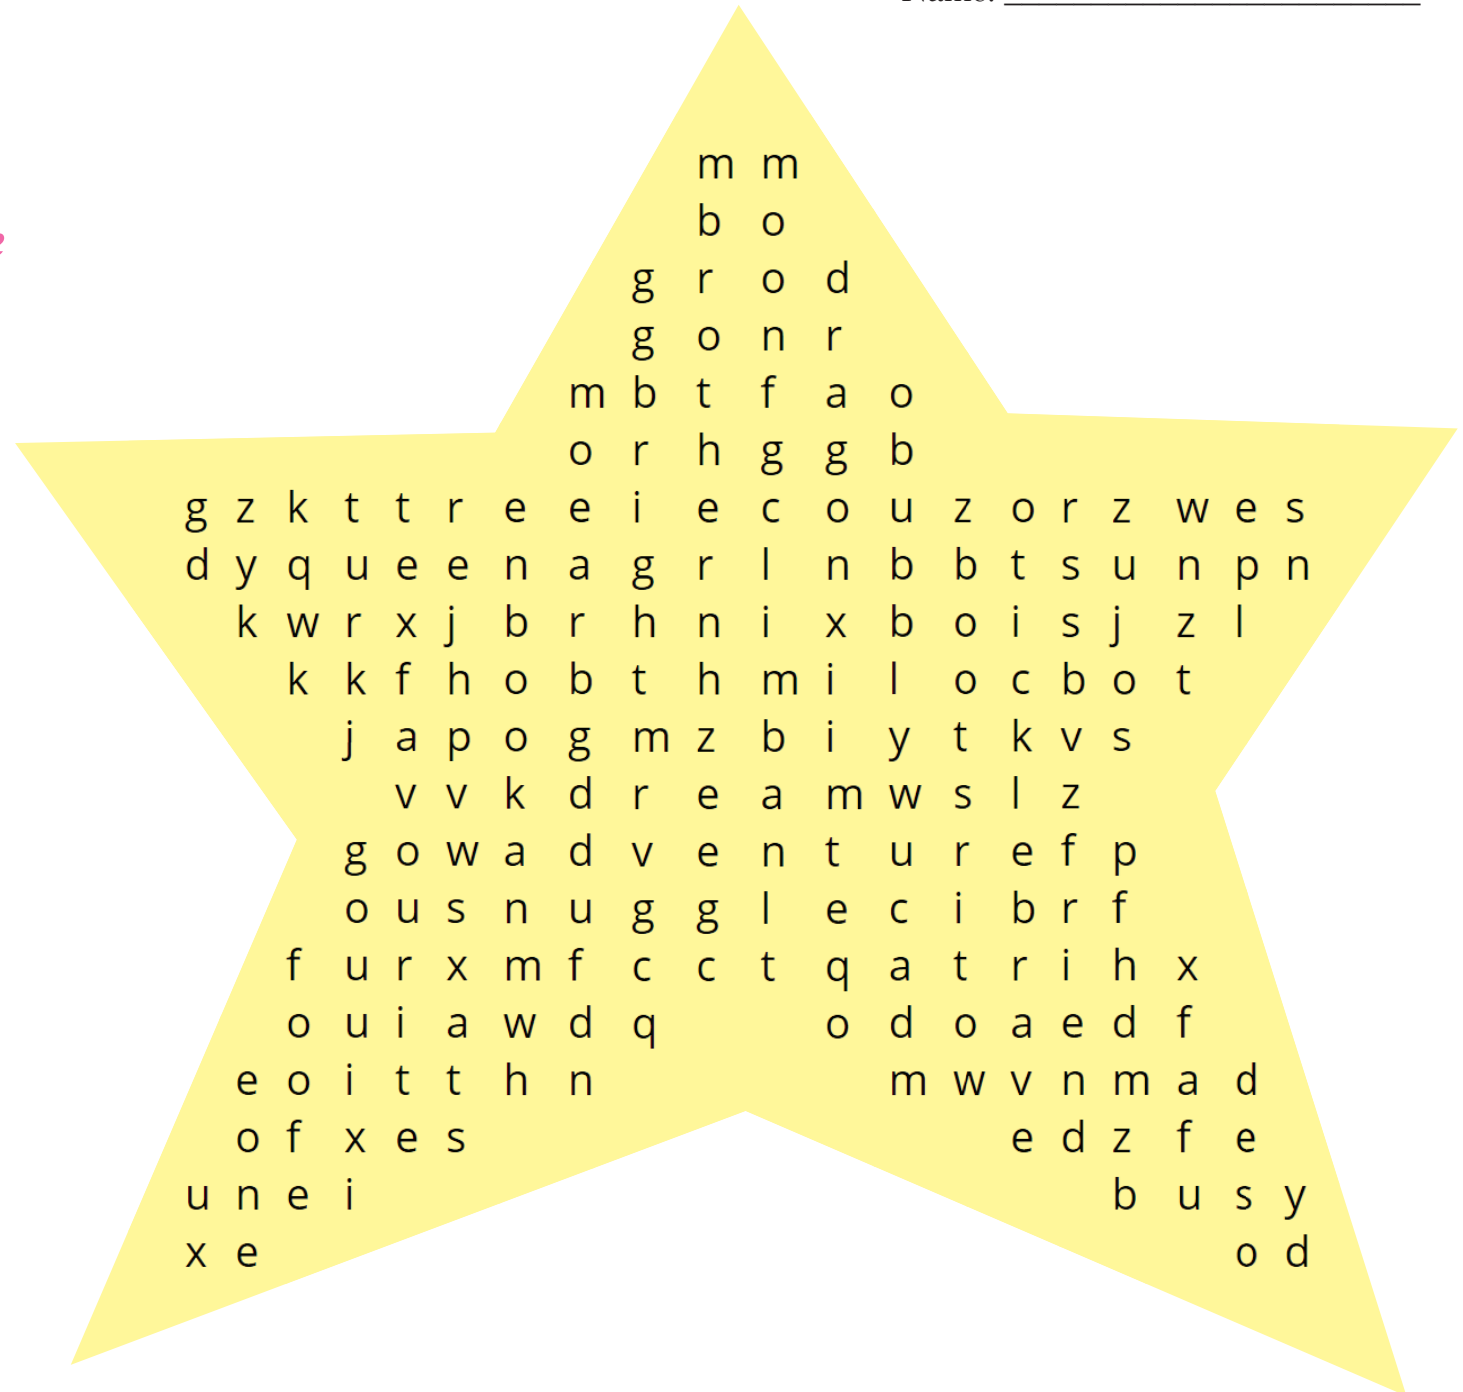 m m
b o
g r o d
g o n r
m b t f a o
o r h g g b
g z k t t r e e i e c o u z o r z w e s
d y q u e e n a g r l n b b t s u n p n
k w r x j b r h n i x b o i s j z l
k k f h o b t h m i l o c b o t
j a p o g m z b i y t k v s
v v k d r e a m w s l z
g o w a d v e n t u r e f p
o u s n u g g l e c i b r f
f u r x m f c c t q a t r i h x
o u i a w d q o d o a e d f
e o i t t h n m w v n m a d
o f x e s e d z f e
u n e i b u s y
x e o d